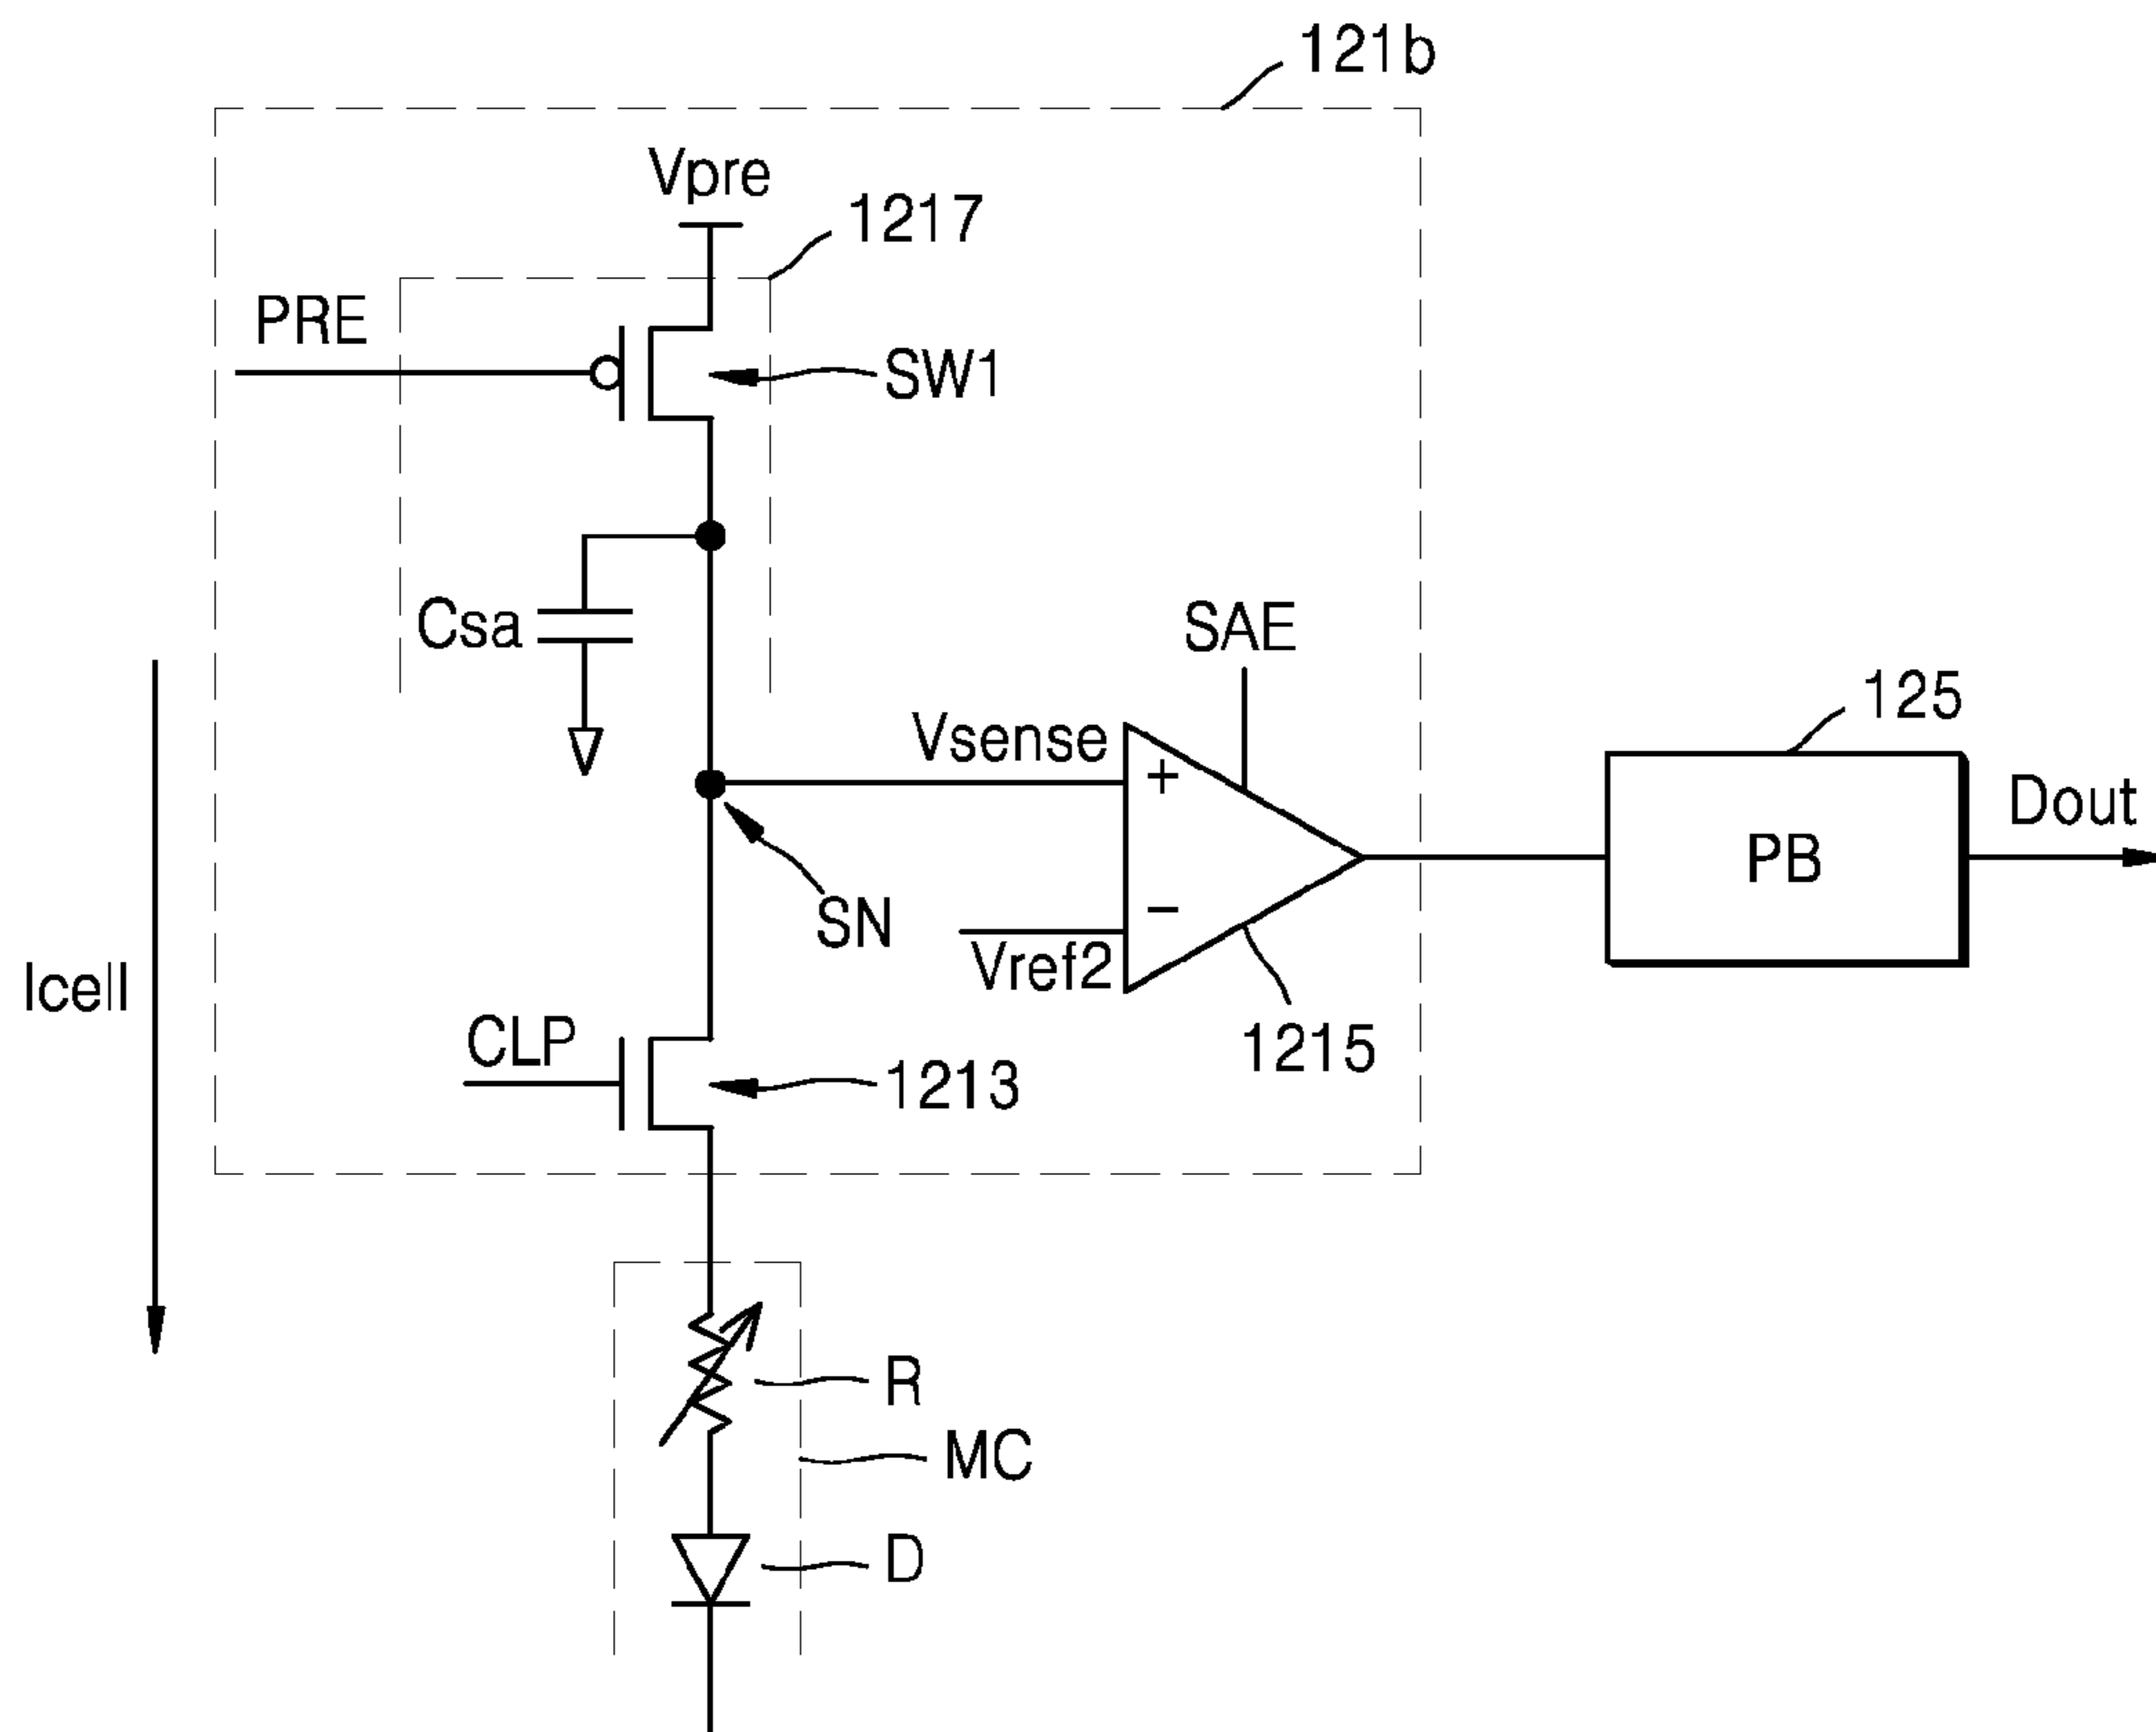 121b
Vpre
1217
PRE
SW1
Csa
SAE
125
Vsense
+
Dout
PB
SN
−
Vref2
Icell
CLP
1215
1213
R
MC
D